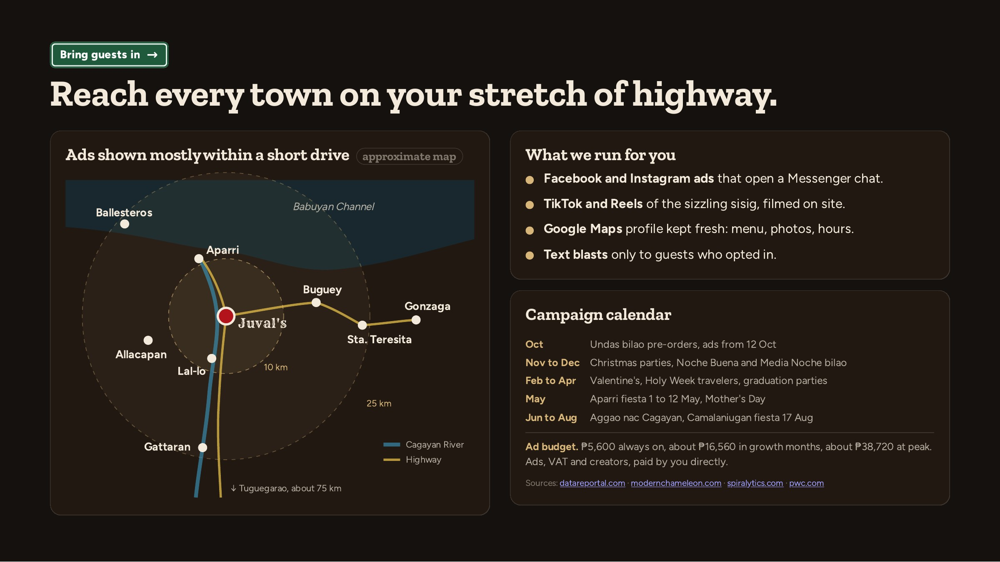 Bring guests in →
Reach every town on your stretch of highway.
Ads shown mostly within a short drive approximate map
Babuyan Channel
Ballesteros
Aparri
Buguey
Gonzaga
Juval's
Sta. Teresita
Allacapan
Lal-lo
10 km
25 km
Gattaran
Cagayan River
Highway
↓ Tuguegarao, about 75 km
What we run for you
Facebook and Instagram ads that open a Messenger chat.
TikTok and Reels of the sizzling sisig, filmed on site.
Google Maps profile kept fresh: menu, photos, hours.
Text blasts only to guests who opted in.
Campaign calendar
Oct Undas bilao pre-orders, ads from 12 Oct
Nov to Dec Christmas parties, Noche Buena and Media Noche bilao
Feb to Apr Valentine's, Holy Week travelers, graduation parties
May Aparri fiesta 1 to 12 May, Mother's Day
Jun to Aug Aggao nac Cagayan, Camalaniugan fiesta 17 Aug
Ad budget. ₱5,600 always on, about ₱16,560 in growth months, about ₱38,720 at peak.
Ads, VAT and creators, paid by you directly.
Sources: datareportal.com · modernchameleon.com · spiralytics.com · pwc.com